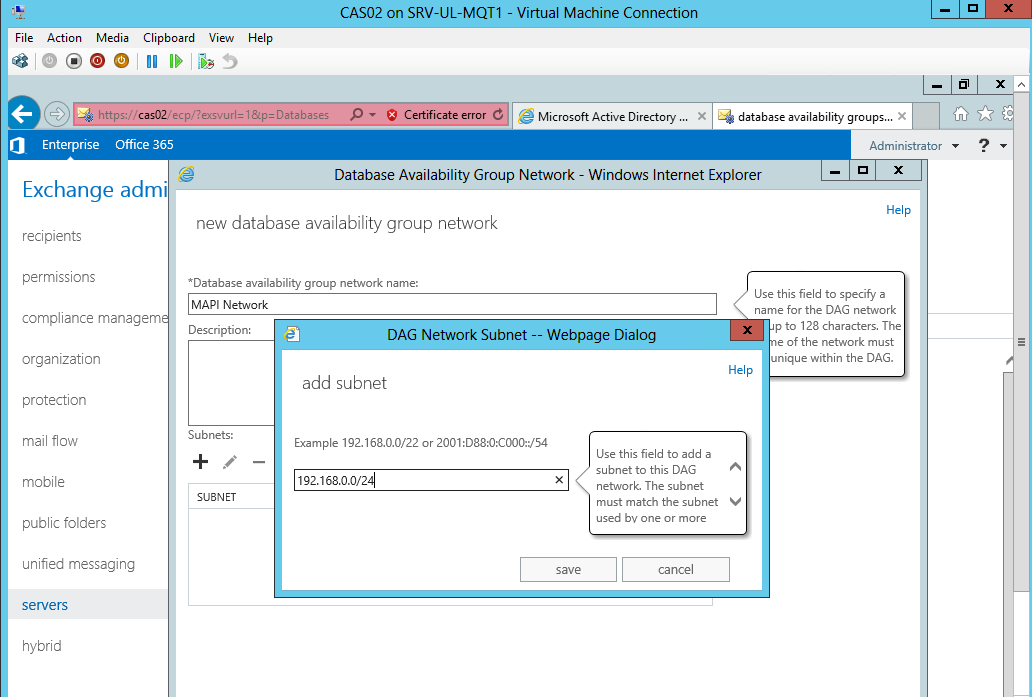 CAS02 on SRV-UL-MQT1 - Virtual Machine Connection
File Action Media Clipboard View Help
https://cas02/ecp/?exsvurl=1&p=Databases Certificate error Microsoft Active Directory ... database availability groups...
Enterprise Office 365 Administrator ?
Database Availability Group Network - Windows Internet Explorer
Exchange admi
Help
new database availability group network
recipients
permissions
compliance manageme
organization
protection
mail flow
mobile
public folders
unified messaging
servers
hybrid
*Database availability group network name:
MAPI Network
Use this field to specify a
name for the DAG network
up to 128 characters. The
me of the network must
unique within the DAG.
Description:
Subnets:
SUBNET
DAG Network Subnet -- Webpage Dialog
Help
add subnet
Example 192.168.0.0/22 or 2001:D88:0:C000::/54
192.168.0.0/24
Use this field to add a
subnet to this DAG
network. The subnet
must match the subnet
used by one or more
save cancel